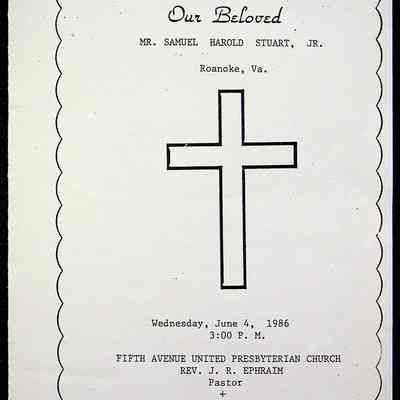 Our Beloved
MR. SAMUEL HAROLD STUART, JR.
Roanoke, Va.
Wednesday, June 4, 1986
3:00 P. M.
FIFTH AVENUE UNITED PRESBYTERIAN CHURCH
REV. J. R. EPHRAIM
Pastor
+